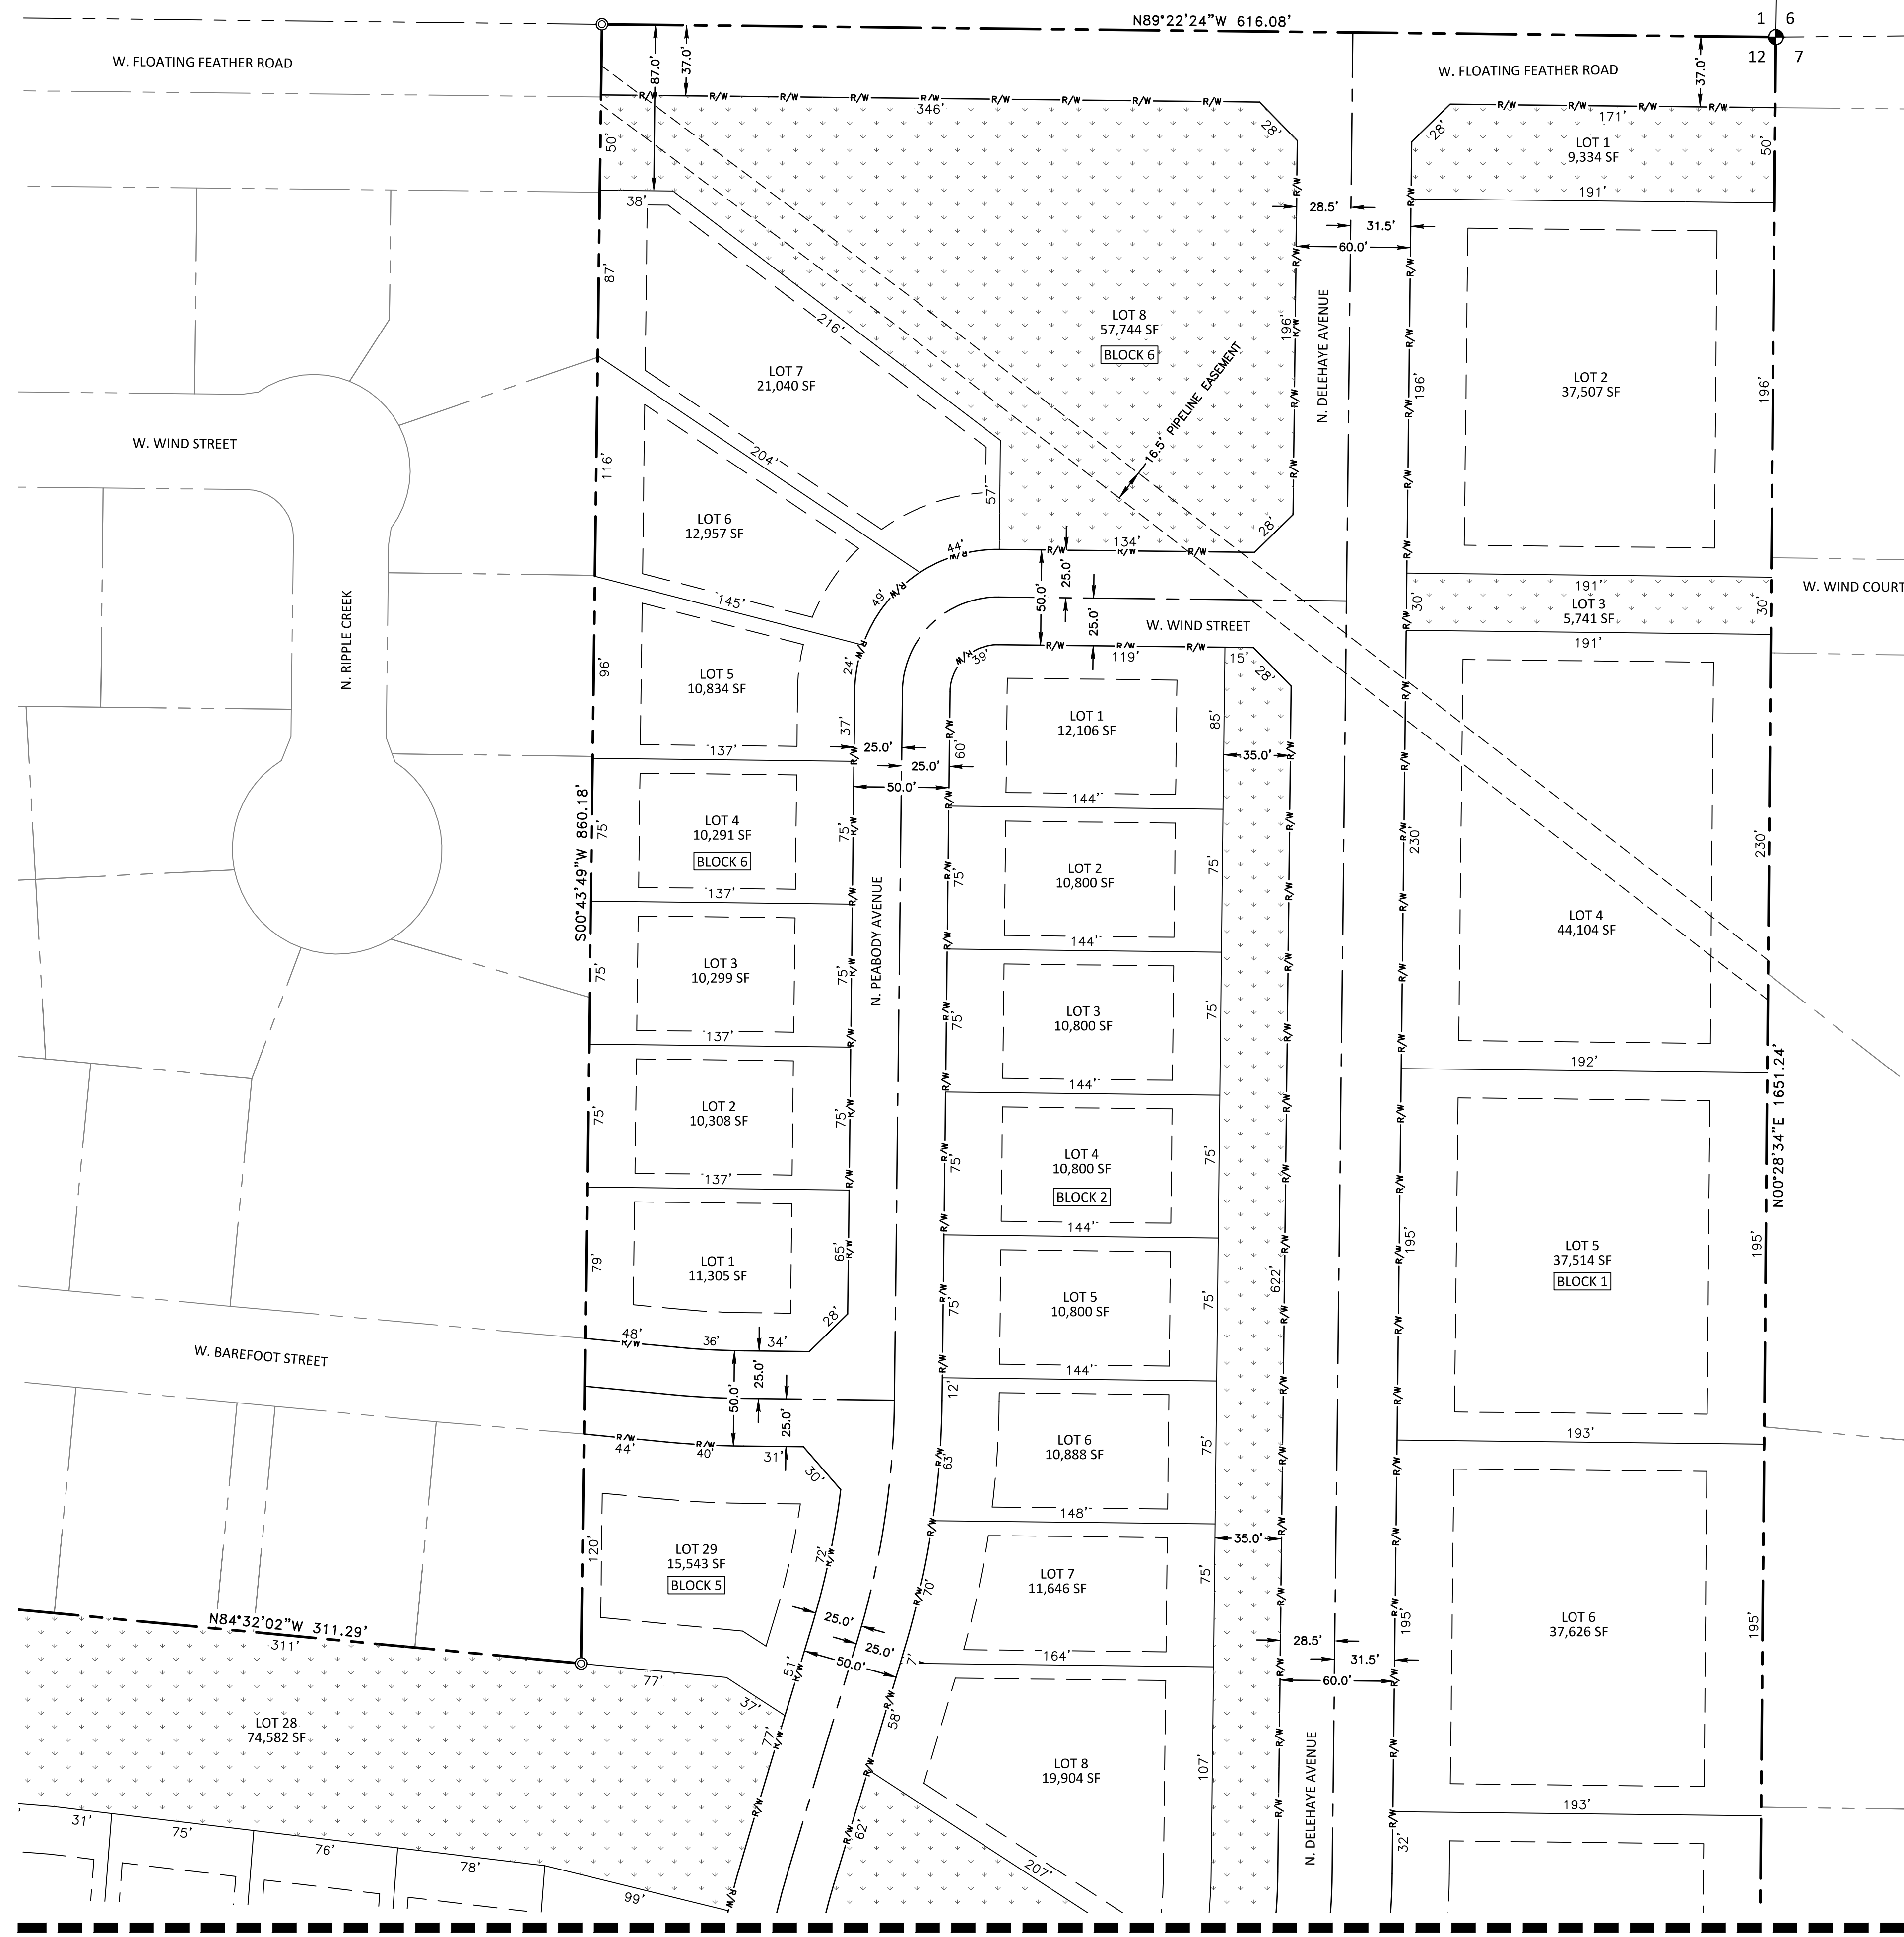 N89°22'24"W 616.08'
1 6
12 7
W. FLOATING FEATHER ROAD
W. FLOATING FEATHER ROAD
87.0'
37.0'
37.0'
R/W R/W R/W R/W R/W R/W R/W R/W R/W
346'
28'
R/W R/W R/W R/W
171'
28'
50'
LOT 1
9,334 SF
50'
191'
38'
28.5'
31.5'
60.0'
87'
216'
LOT 7
21,040 SF
LOT 8
57,744 SF
BLOCK 6
196'
N. DELEHAYE AVENUE
16.5' PIPELINE EASEMENT
196'
LOT 2
37,507 SF
196'
W. WIND STREET
116'
204'
57'
LOT 6
12,957 SF
44'
49'
134'
28'
R/W R/W R/W
50.0'
25.0'
25.0'
191'
LOT 3
5,741 SF
30'
30'
191'
W. WIND COURT
N. RIPPLE CREEK
145'
W. WIND STREET
R/W R/W R/W
39'
119'
15'
28'
24'
96'
LOT 5
10,834 SF
37'
137'
25.0'
25.0'
50.0'
60'
LOT 1
12,106 SF
85'
35.0'
144'
S00°43'49"W 860.18'
75'
LOT 4
10,291 SF
BLOCK 6
75'
137'
LOT 2
10,800 SF
75'
75'
144'
230'
230'
LOT 4
44,104 SF
N. PEABODY AVENUE
75'
LOT 3
10,299 SF
75'
137'
LOT 3
10,800 SF
75'
75'
144'
192'
N00°28'34"E 1651.24'
75'
LOT 2
10,308 SF
75'
137'
LOT 4
10,800 SF
BLOCK 2
75'
75'
144'
79'
LOT 1
11,305 SF
65'
28'
LOT 5
10,800 SF
75'
75'
144'
622'
195'
LOT 5
37,514 SF
BLOCK 1
195'
W. BAREFOOT STREET
48'
R/W
36'
34'
50.0'
25.0'
25.0'
R/W R/W
44'
40'
31'
30'
12'
LOT 6
10,888 SF
63'
75'
148'
193'
120'
LOT 29
15,543 SF
BLOCK 5
72'
70'
LOT 7
11,646 SF
75'
35.0'
164'
7'
LOT 6
37,626 SF
195'
195'
N84°32'02"W 311.29'
311'
25.0'
25.0'
50.0'
28.5'
31.5'
60.0'
77'
37'
51'
77'
58'
LOT 28
74,582 SF
LOT 8
19,904 SF
107'
N. DELEHAYE AVENUE
193'
32'
31'
75'
76'
78'
99'
62'
207'